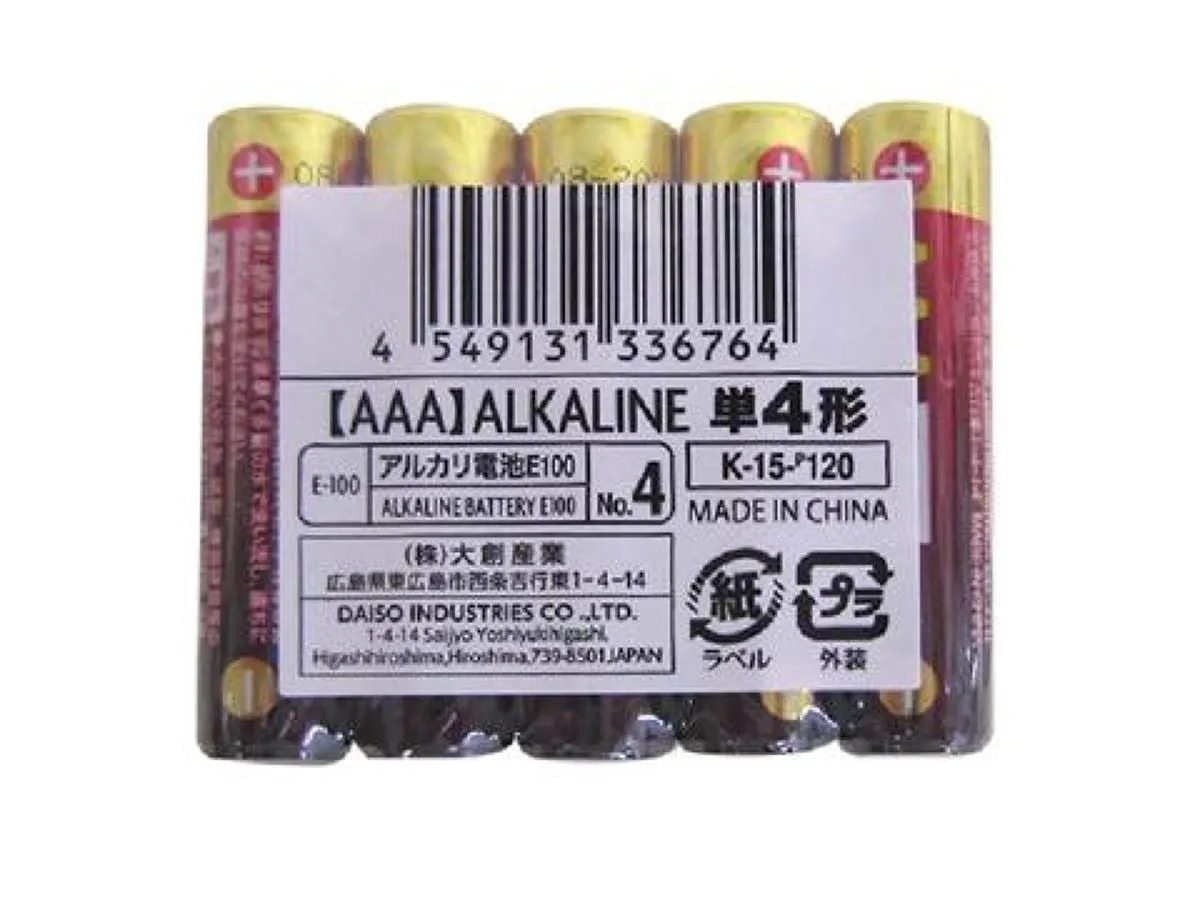 +
08
08-20
+
+
4 549131 336764
【AAA】ALKALINE 単4形
E-100
アルカリ電池E100
ALKALINE BATTERY E100
No.4
K-15-P120
MADE IN CHINA
(株)大創産業
広島県東広島市西条吉行東1-4-14
DAISO INDUSTRIES CO .,LTD.
1-4-14 Saijyo Yoshiyukihigashi,
Higashihiroshima,Hiroshima,739-8501,JAPAN
紙
ラベル
プラ
外装